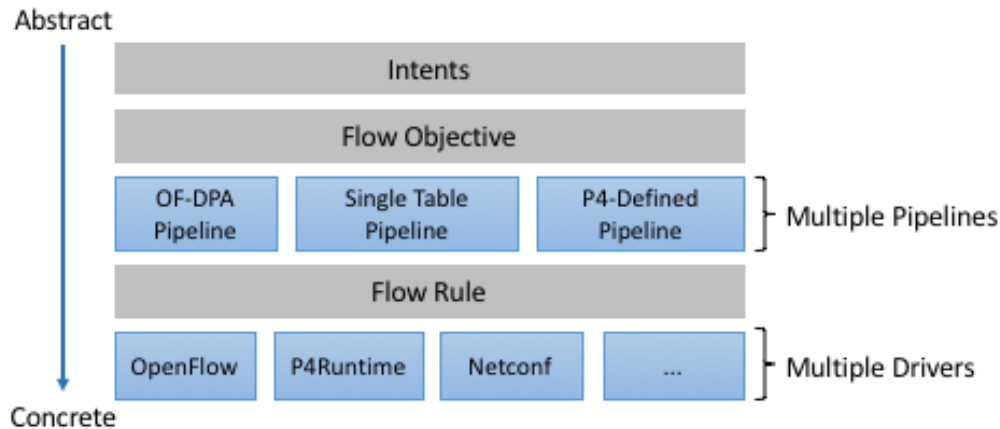 Abstract
Intents
Flow Objective
OF-DPA
Pipeline
Single Table
Pipeline
P4-Defined
Pipeline
Multiple Pipelines
Flow Rule
OpenFlow
P4Runtime
Netconf
...
Multiple Drivers
Concrete